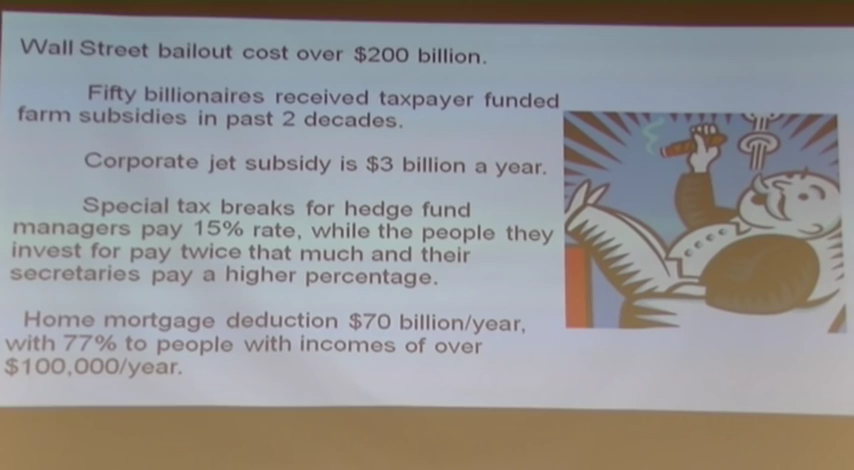 Wall Street bailout cost over $200 billion.
Fifty billionaires received taxpayer funded
farm subsidies in past 2 decades.
Corporate jet subsidy is $3 billion a year.
Special tax breaks for hedge fund
managers pay 15% rate, while the people they
invest for pay twice that much and their
secretaries pay a higher percentage.
Home mortgage deduction $70 billion/year,
with 77% to people with incomes of over
$100,000/year.